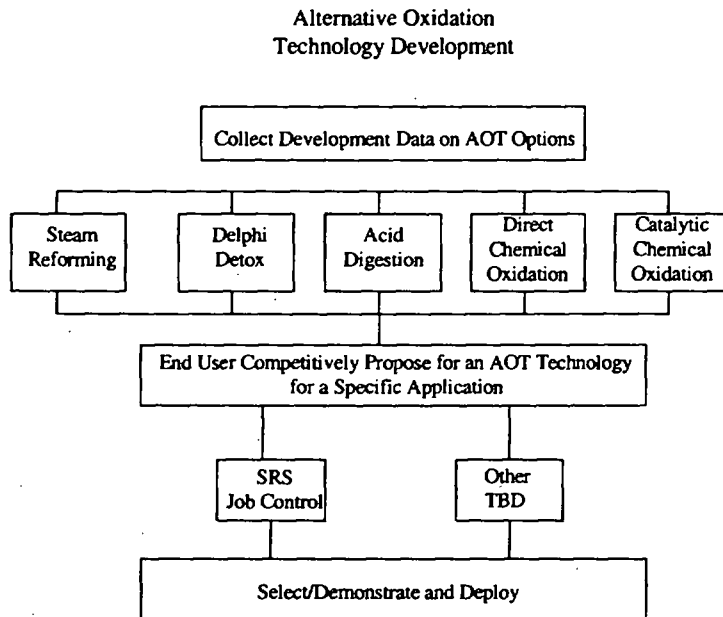 Alternative Oxidation
Technology Development
Collect Development Data on AOT Options
Steam
Reforming
Delphi
Detox
Acid
Digestion
Direct
Chemical
Oxidation
Catalytic
Chemical
Oxidation
End User Competitively Propose for an AOT Technology
for a Specific Application
SRS
Job Control
Other
TBD
Select/Demonstrate and Deploy